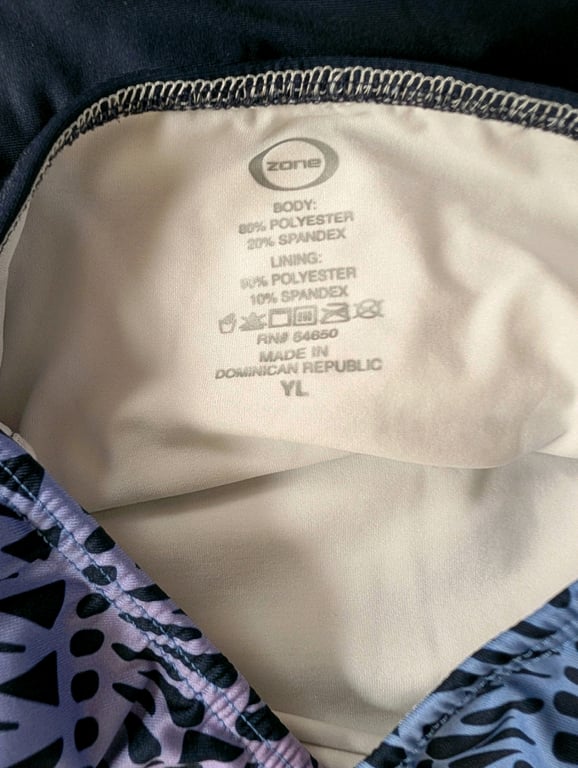 zone
BODY:
80% POLYESTER
20% SPANDEX
LINING:
90% POLYESTER
10% SPANDEX
RN# 54650
MADE IN
DOMINICAN REPUBLIC
YL